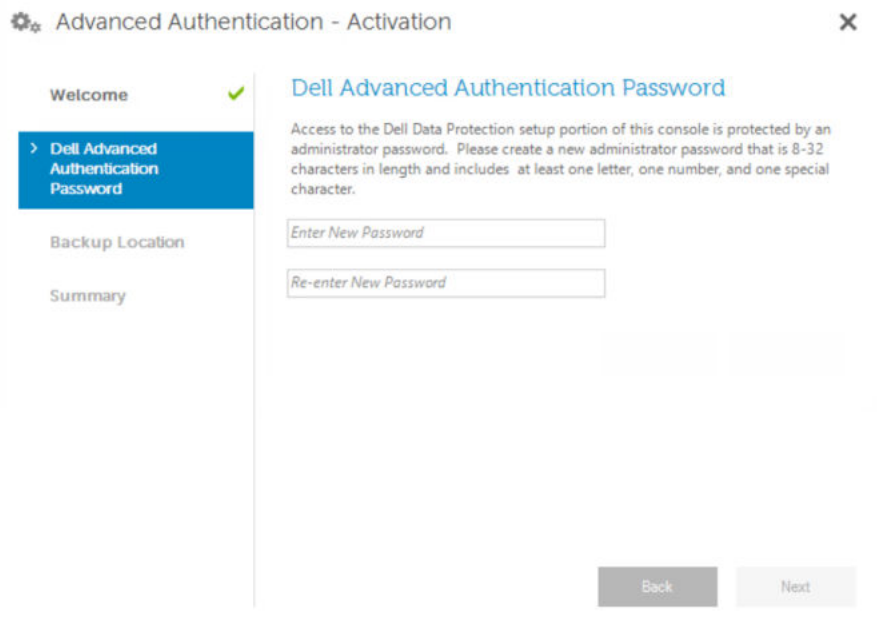 Advanced Authentication - Activation
Welcome
Dell Advanced
Authentication
Password
Backup Location
Summary
Dell Advanced Authentication Password
Access to the Dell Data Protection setup portion of this console is protected by an
administrator password. Please create a new administrator password that is 8-32
characters in length and includes at least one letter, one number, and one special
character.
Enter New Password
Re-enter New Password
Back
Next